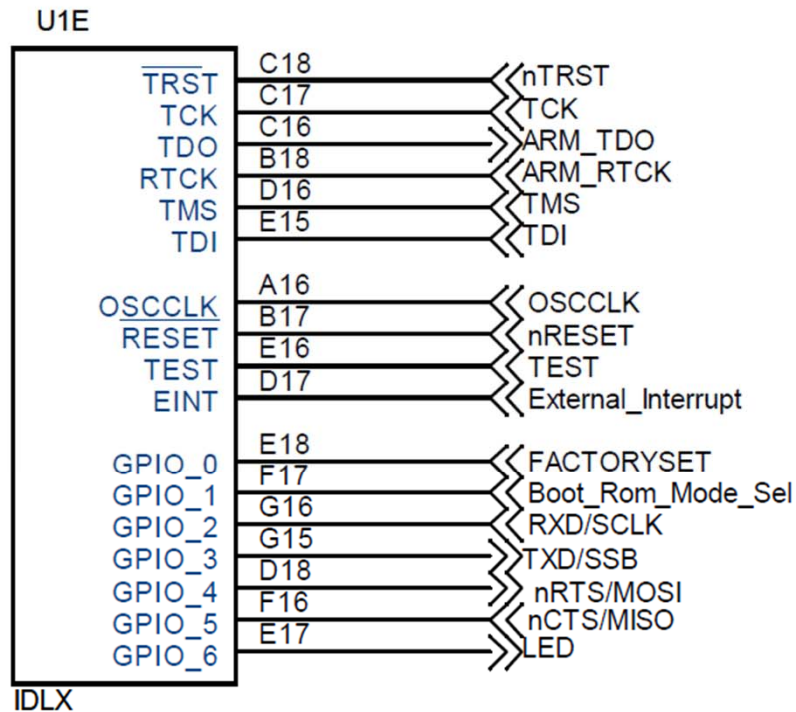 U1E
TRST C18 nTRST
TCK C17 TCK
TDO C16 ARM_TDO
RTCK B18 ARM_RTCK
TMS D16 TMS
TDI E15 TDI
OSCCLK A16 OSCCLK
RESET B17 nRESET
TEST E16 TEST
EINT D17 External_Interrupt
GPIO_0 E18 FACTORYSET
GPIO_1 F17 Boot_Rom_Mode_Sel
GPIO_2 G16 RXD/SCLK
GPIO_3 G15 TXD/SSB
GPIO_4 D18 nRTS/MOSI
GPIO_5 F16 nCTS/MISO
GPIO_6 E17 LED
IDLX